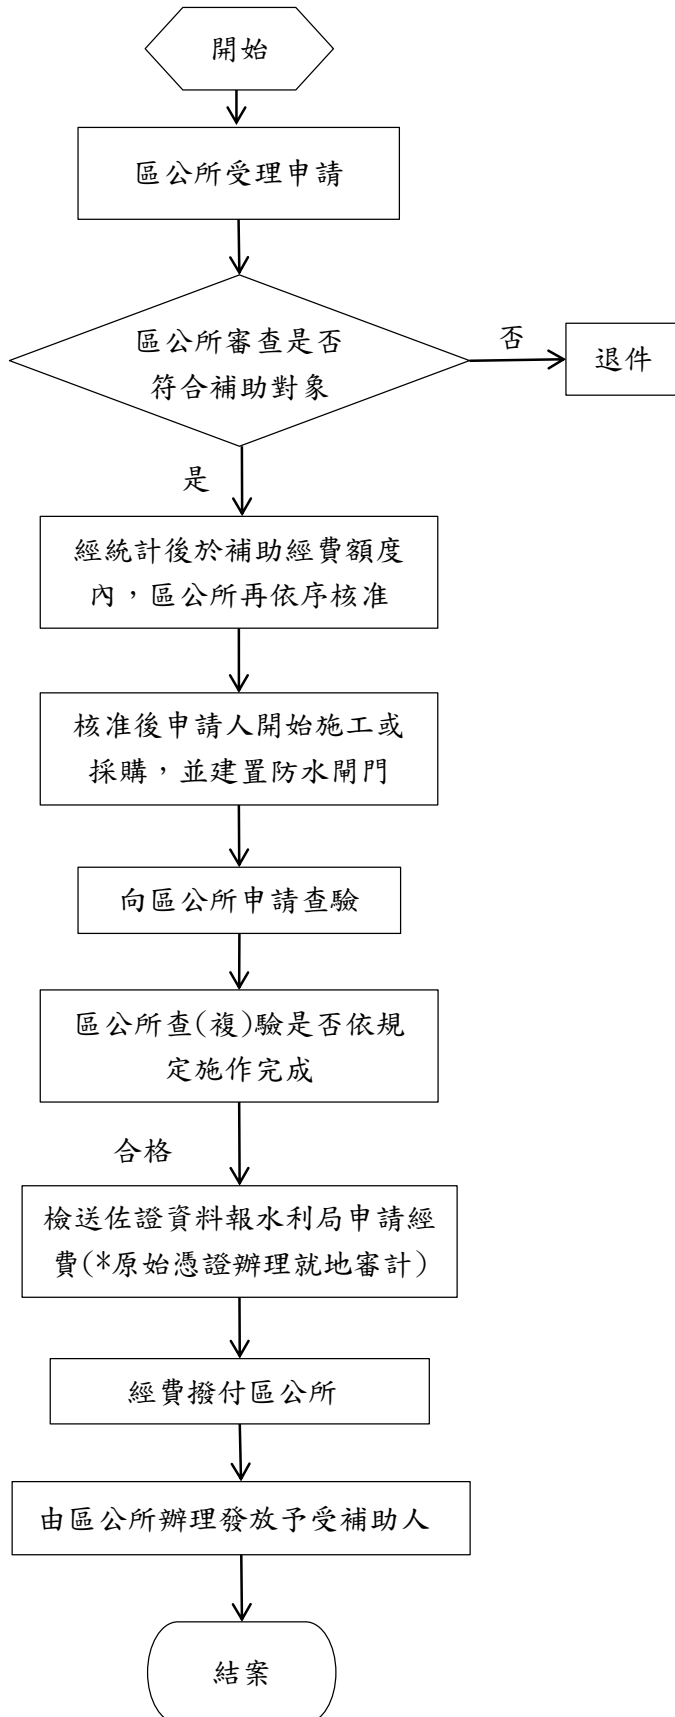 開始
區公所受理申請
區公所審查是否
符合補助對象
否
退件
是
經統計後於補助經費額度
內，區公所再依序核准
核准後申請人開始施工或
採購，並建置防水閘門
向區公所申請查驗
區公所查(複)驗是否依規
定施作完成
合格
檢送佐證資料報水利局申請經
費(*原始憑證辦理就地審計)
經費撥付區公所
由區公所辦理發放予受補助人
結案